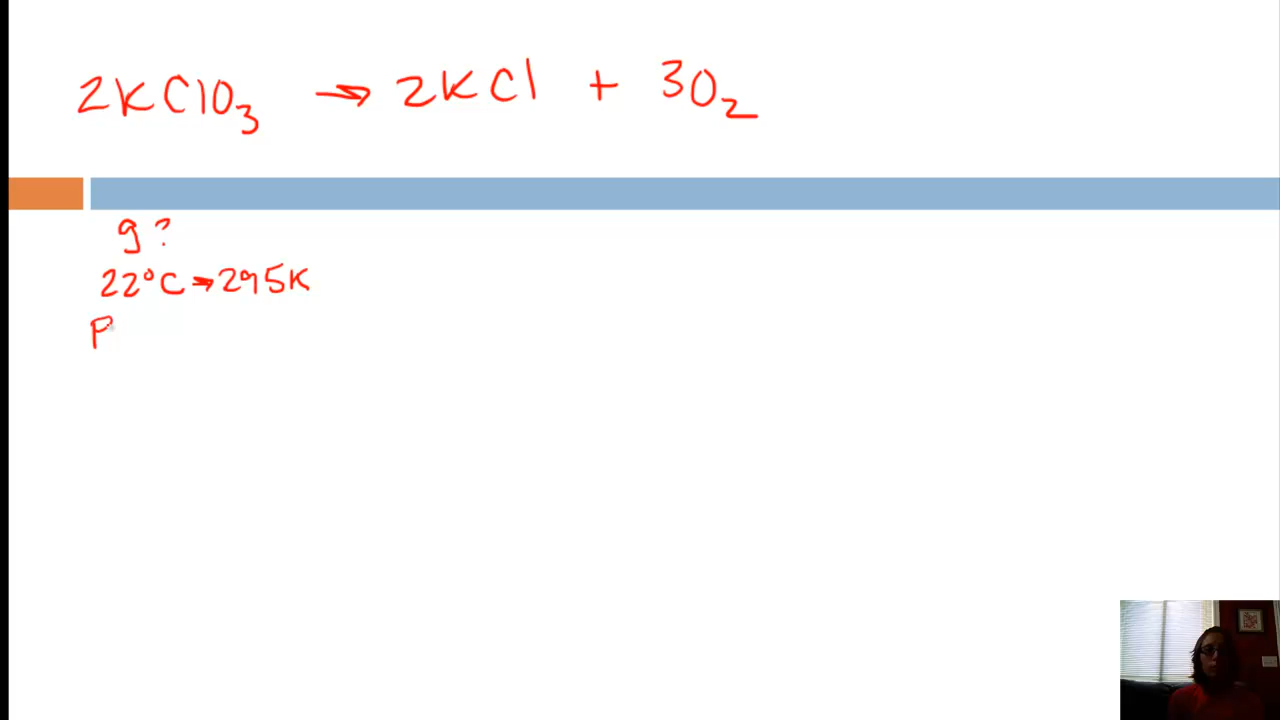 2KClO₃ → 2KCl + 3O₂
g?
22°C → 295K
P